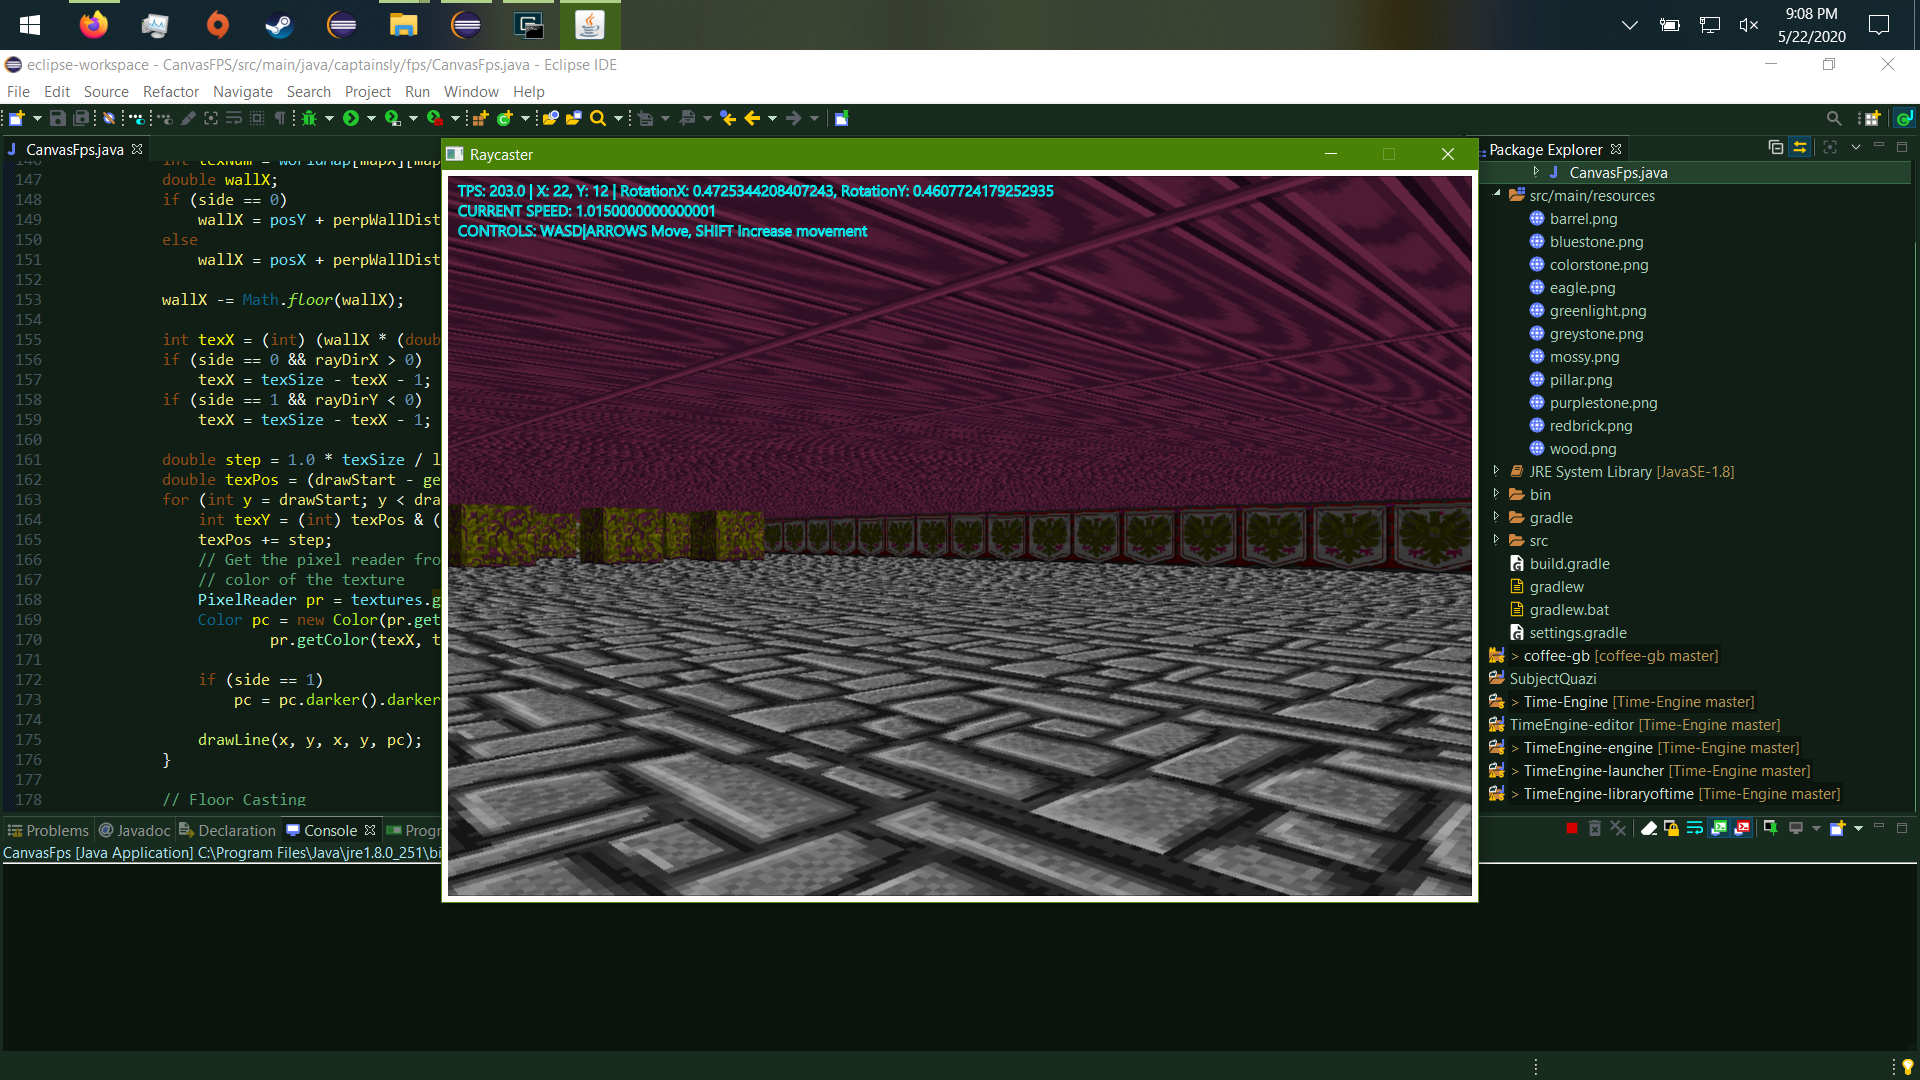 9:08 PM
5/22/2020
eclipse-workspace - CanvasFPS/src/main/java/captainsly/fps/CanvasFps.java - Eclipse IDE
File Edit Source Refactor Navigate Search Project Run Window Help
CanvasFps.java
147 double wallX;
148 if (side == 0)
149 wallX = posY + perpWallDist
150 else
151 wallX = posX + perpWallDist
152
153 wallX -= Math.floor(wallX);
154
155 int texX = (int) (wallX * (doub
156 if (side == 0 && rayDirX > 0)
157 texX = texSize - texX - 1;
158 if (side == 1 && rayDirY < 0)
159 texX = texSize - texX - 1;
160
161 double step = 1.0 * texSize / l
162 double texPos = (drawStart - ge
163 for (int y = drawStart; y < dra
164 int texY = (int) texPos & (
165 texPos += step;
166 // Get the pixel reader fro
167 // color of the texture
168 PixelReader pr = textures.g
169 Color pc = new Color(pr.get
170 pr.getColor(texX, t
171
172 if (side == 1)
173 pc = pc.darker().darker
174
175 drawLine(x, y, x, y, pc);
176 }
177
178 // Floor Casting
Raycaster
TPS: 203.0 | X: 22, Y: 12 | RotationX: 0.4725344208407243, RotationY: 0.4607724179252935
CURRENT SPEED: 1.0150000000000001
CONTROLS: WASD|ARROWS Move, SHIFT Increase movement
Package Explorer
CanvasFps.java
src/main/resources
barrel.png
bluestone.png
colorstone.png
eagle.png
greenlight.png
greystone.png
mossy.png
pillar.png
purplestone.png
redbrick.png
wood.png
JRE System Library [JavaSE-1.8]
bin
gradle
src
build.gradle
gradlew
gradlew.bat
settings.gradle
> coffee-gb [coffee-gb master]
SubjectQuazi
> Time-Engine [Time-Engine master]
TimeEngine-editor [Time-Engine master]
> TimeEngine-engine [Time-Engine master]
> TimeEngine-launcher [Time-Engine master]
> TimeEngine-libraryoftime [Time-Engine master]
Problems @ Javadoc Declaration Console Progr
CanvasFps [Java Application] C:\Program Files\Java\jre1.8.0_251\bi